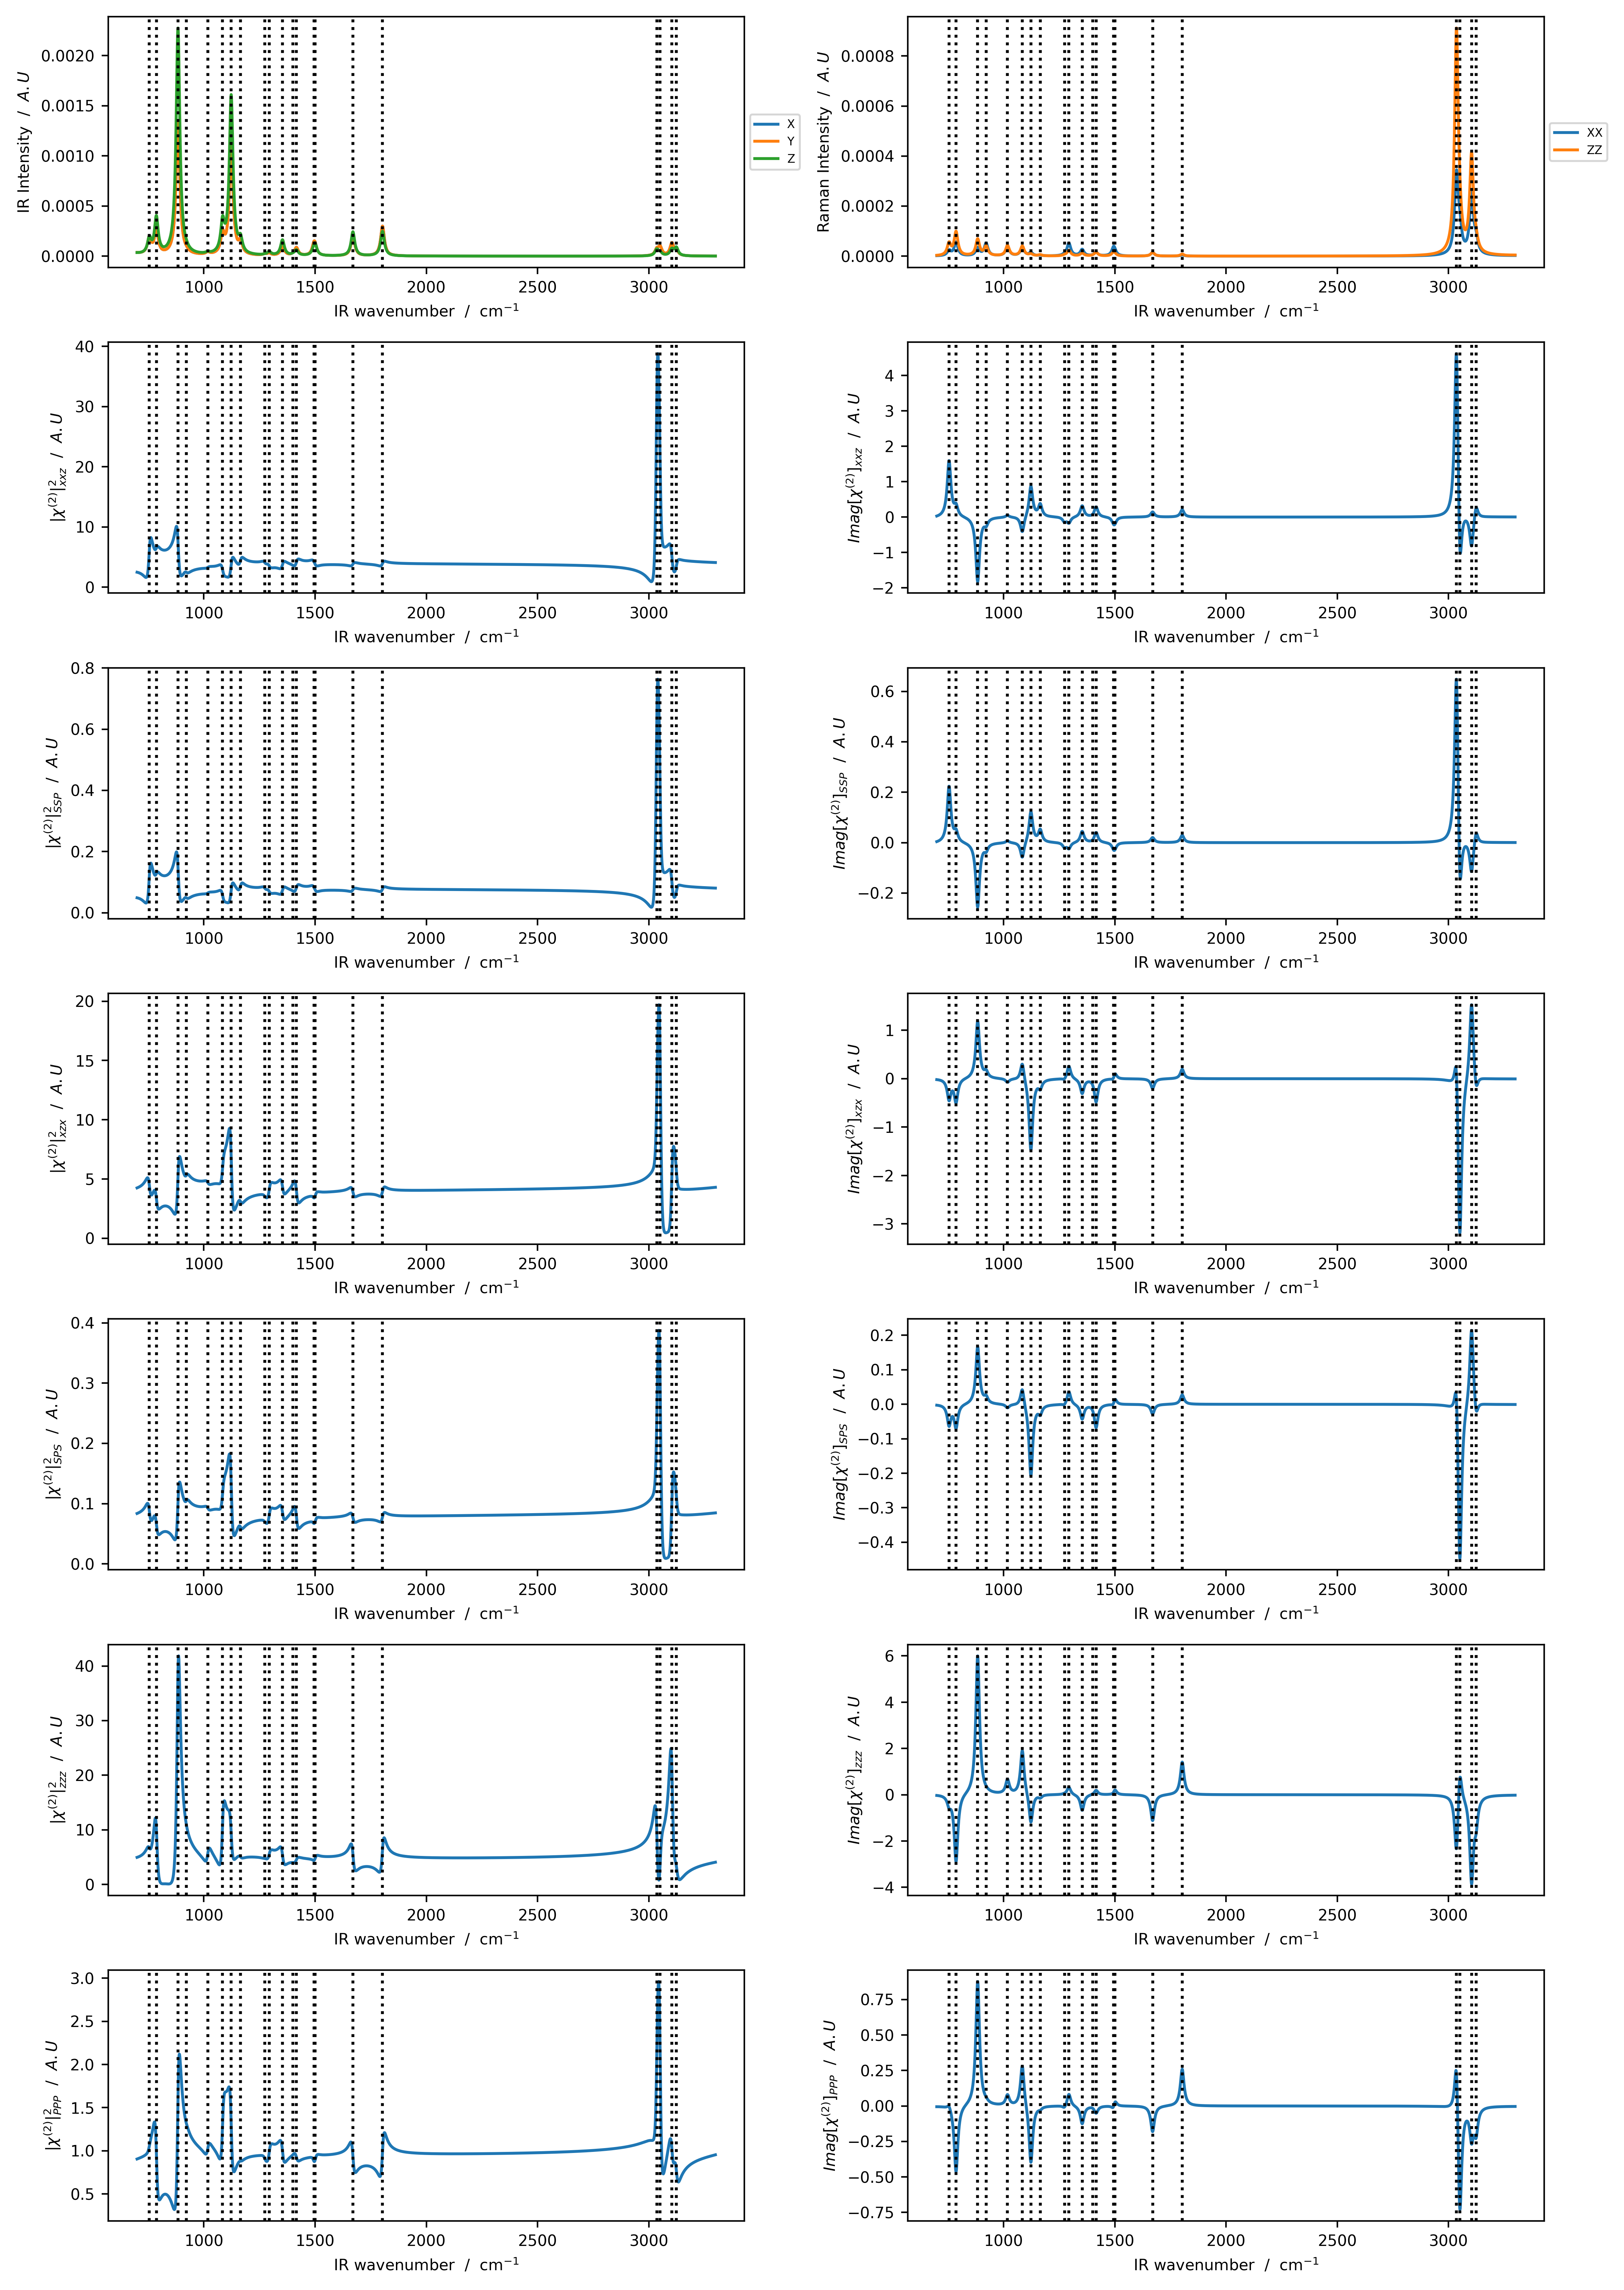 IR Intensity / A.U
0.0020
0.0015
0.0010
0.0005
0.0000
1000 1500 2000 2500 3000
IR wavenumber / cm⁻¹
X
Y
Z
Raman Intensity / A.U
0.0008
0.0006
0.0004
0.0002
0.0000
1000 1500 2000 2500 3000
IR wavenumber / cm⁻¹
XX
ZZ
|χ⁽²⁾|²xxz / A.U
40
30
20
10
0
1000 1500 2000 2500 3000
IR wavenumber / cm⁻¹
Imag[χ⁽²⁾]xxz / A.U
4
3
2
1
0
−1
−2
1000 1500 2000 2500 3000
IR wavenumber / cm⁻¹
|χ⁽²⁾|²SSP / A.U
0.8
0.6
0.4
0.2
0.0
1000 1500 2000 2500 3000
IR wavenumber / cm⁻¹
Imag[χ⁽²⁾]SSP / A.U
0.6
0.4
0.2
0.0
−0.2
1000 1500 2000 2500 3000
IR wavenumber / cm⁻¹
|χ⁽²⁾|²xzx / A.U
20
15
10
5
0
1000 1500 2000 2500 3000
IR wavenumber / cm⁻¹
Imag[χ⁽²⁾]xzx / A.U
1
0
−1
−2
−3
1000 1500 2000 2500 3000
IR wavenumber / cm⁻¹
|χ⁽²⁾|²SPS / A.U
0.4
0.3
0.2
0.1
0.0
1000 1500 2000 2500 3000
IR wavenumber / cm⁻¹
Imag[χ⁽²⁾]SPS / A.U
0.2
0.1
0.0
−0.1
−0.2
−0.3
−0.4
1000 1500 2000 2500 3000
IR wavenumber / cm⁻¹
|χ⁽²⁾|²zzz / A.U
40
30
20
10
0
1000 1500 2000 2500 3000
IR wavenumber / cm⁻¹
Imag[χ⁽²⁾]zzz / A.U
6
4
2
0
−2
−4
1000 1500 2000 2500 3000
IR wavenumber / cm⁻¹
|χ⁽²⁾|²PPP / A.U
3.0
2.5
2.0
1.5
1.0
0.5
1000 1500 2000 2500 3000
IR wavenumber / cm⁻¹
Imag[χ⁽²⁾]PPP / A.U
0.75
0.50
0.25
0.00
−0.25
−0.50
−0.75
1000 1500 2000 2500 3000
IR wavenumber / cm⁻¹